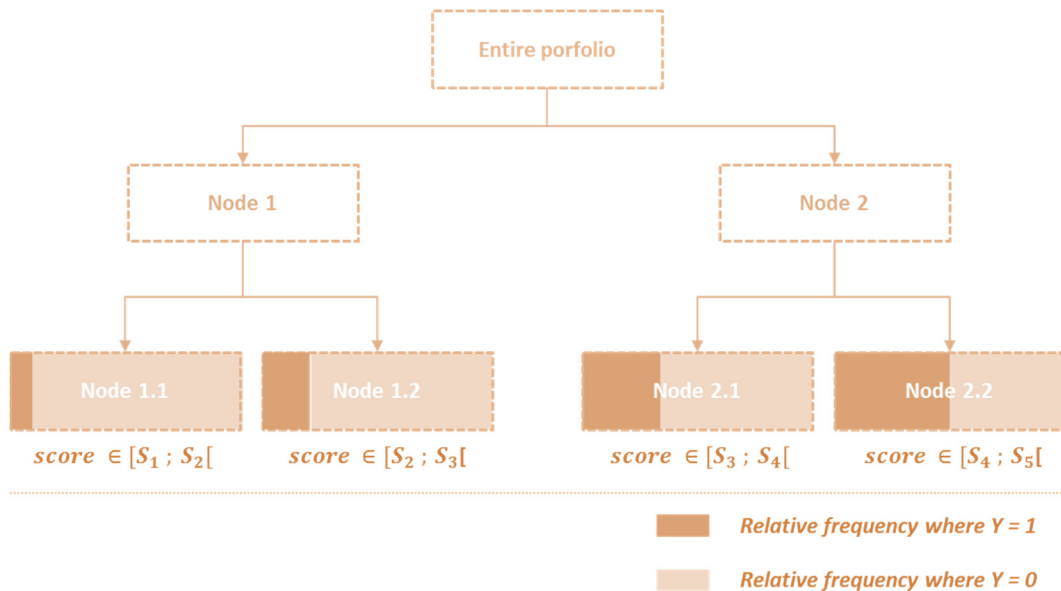 Entire porfolio
Node 1
Node 2
Node 1.1
Node 1.2
Node 2.1
Node 2.2
score ∈ [S₁ ; S₂[
score ∈ [S₂ ; S₃[
score ∈ [S₃ ; S₄[
score ∈ [S₄ ; S₅[
Relative frequency where Y = 1
Relative frequency where Y = 0